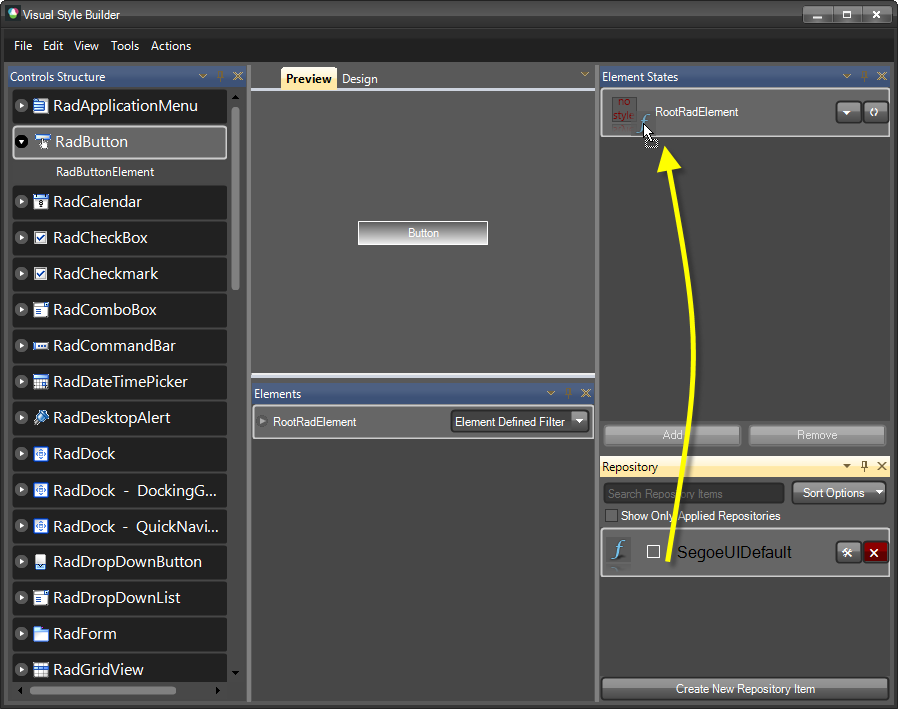 Visual Style Builder
File Edit View Tools Actions
Controls Structure
RadApplicationMenu
RadButton
RadButtonElement
RadCalendar
RadCheckBox
RadCheckmark
RadComboBox
RadCommandBar
RadDateTimePicker
RadDesktopAlert
RadDock
RadDock - DockingG...
RadDock - QuickNavi...
RadDropDownButton
RadDropDownList
RadForm
RadGridView
Preview Design
Button
Elements
RootRadElement Element Defined Filter
Element States
no
style
RootRadElement
Add Remove
Repository
Search Repository Items Sort Options
Show Only Applied Repositories
SegoeUIDefault
Create New Repository Item